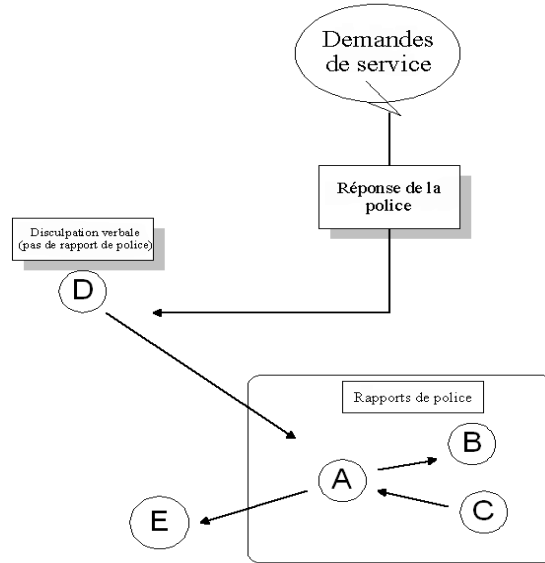 Demandes
de service
Réponse de la
police
Disculpation verbale
(pas de rapport de police)
D
Rapports de police
B
A
C
E